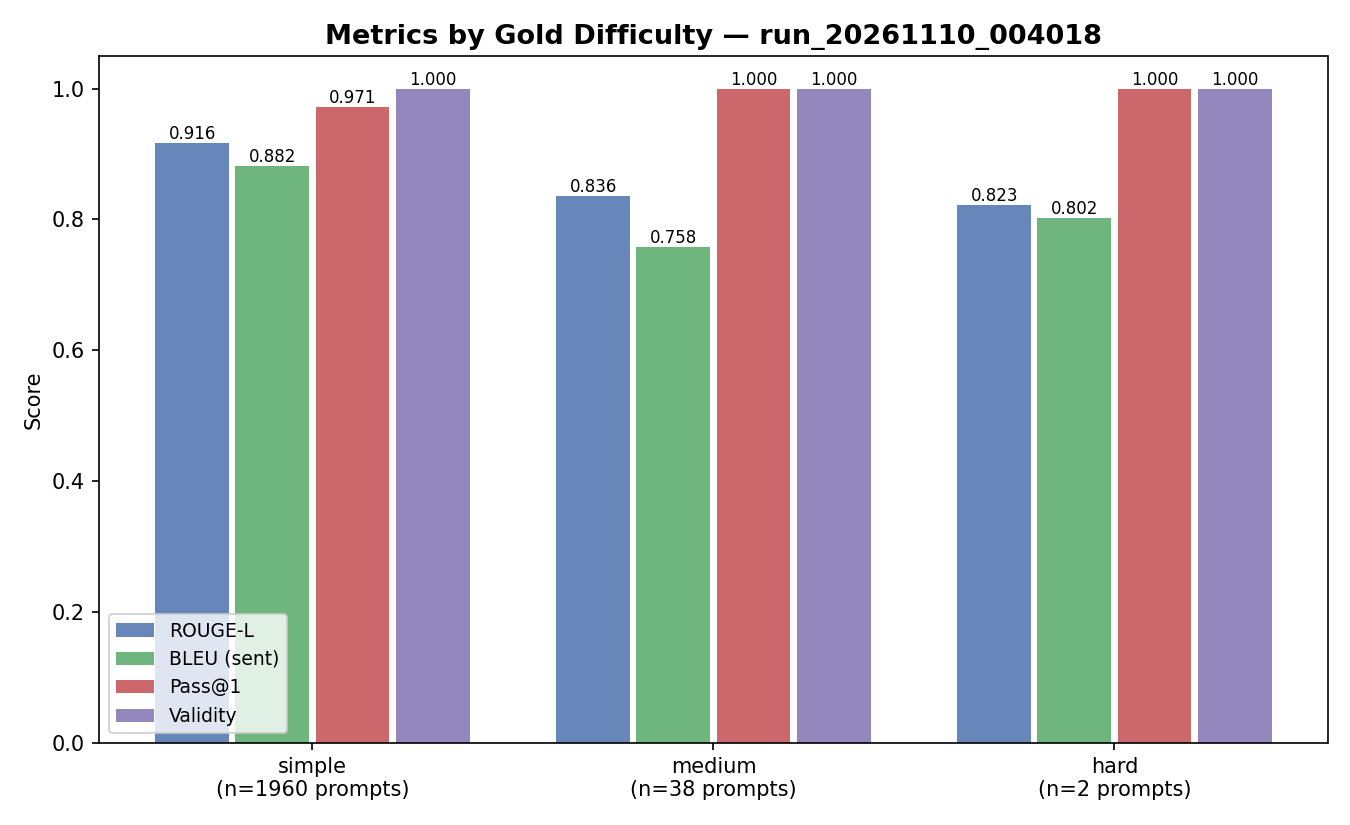 Metrics by Gold Difficulty — run_20261110_004018
Score
1.0
0.8
0.6
0.4
0.2
0.0
0.916
0.882
0.971
1.000
0.836
0.758
1.000
1.000
0.823
0.802
1.000
1.000
ROUGE-L
BLEU (sent)
Pass@1
Validity
simple
(n=1960 prompts)
medium
(n=38 prompts)
hard
(n=2 prompts)